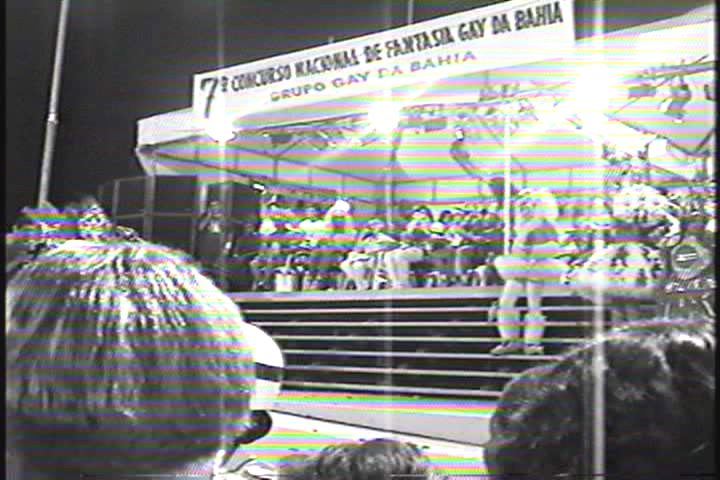 7º CONCURSO NACIONAL DE FANTASIA GAY DA BAHIA
GRUPO GAY DA BAHIA